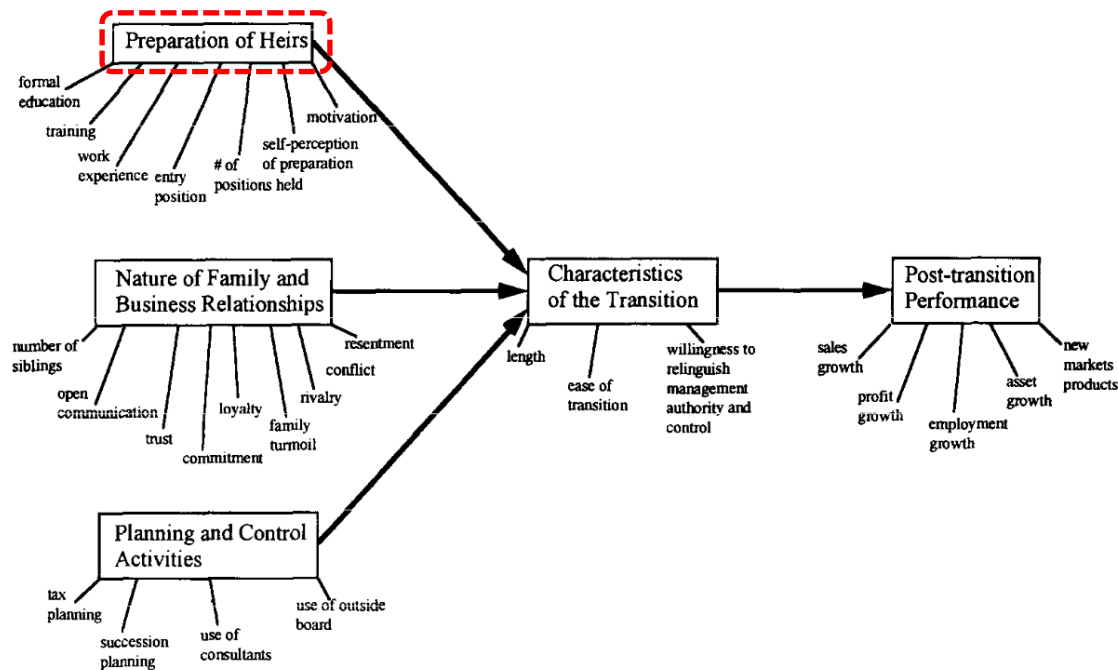 Preparation of Heirs
formal
education
training
work
experience
entry
position
# of
positions held
self-perception
of preparation
motivation
Nature of Family and
Business Relationships
number of
siblings
open
communication
trust
commitment
loyalty
family
turmoil
rivalry
conflict
resentment
Planning and Control
Activities
tax
planning
succession
planning
use of
consultants
use of outside
board
Characteristics
of the Transition
length
ease of
transition
willingness to
relinguish
management
authority and
control
Post-transition
Performance
sales
growth
profit
growth
employment
growth
asset
growth
new
markets
products